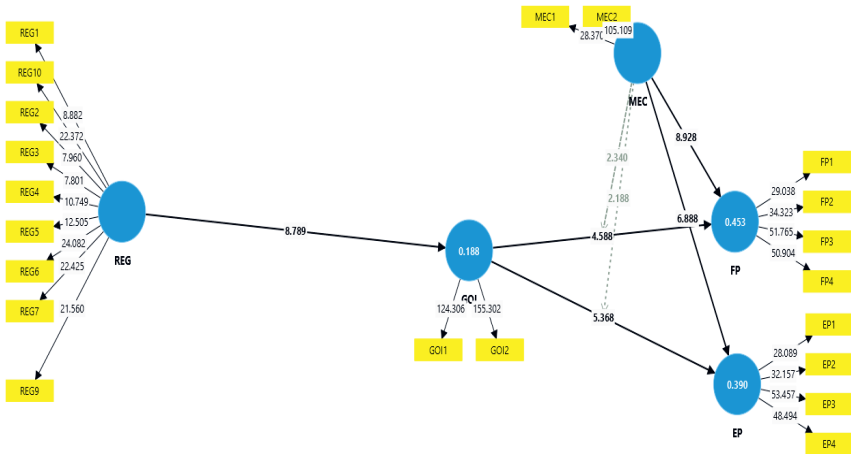 MEC1
MEC2
105.109
28.370
MEC
REG1
REG10
REG2
REG3
REG4
REG5
REG6
REG7
REG9
8.882
22.372
7.960
7.801
10.749
12.505
24.082
22.425
21.560
REG
8.789
0.188
124.306
155.302
GOI1
GOI2
2.340
2.188
4.588
5.368
8.928
6.888
0.453
FP
29.038
34.323
51.765
50.904
FP1
FP2
FP3
FP4
0.390
EP
28.089
32.157
53.457
48.494
EP1
EP2
EP3
EP4